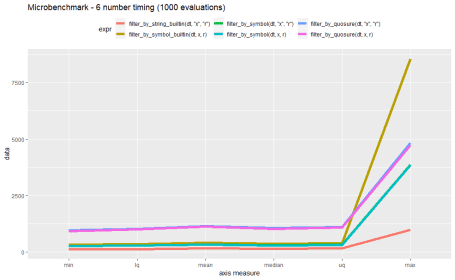 Microbenchmark - 6 number timing (1000 evaluations)
expr
filter_by_string_builtin(dt, "x", "r") filter_by_symbol(dt, "x", "r") filter_by_quosure(dt, "x", "r")
filter_by_symbol_builtin(dt, x, r) filter_by_symbol(dt, x, r) filter_by_quosure(dt, x, r)
data
7500
5000
2500
0
min lq mean median uq max
axis measure